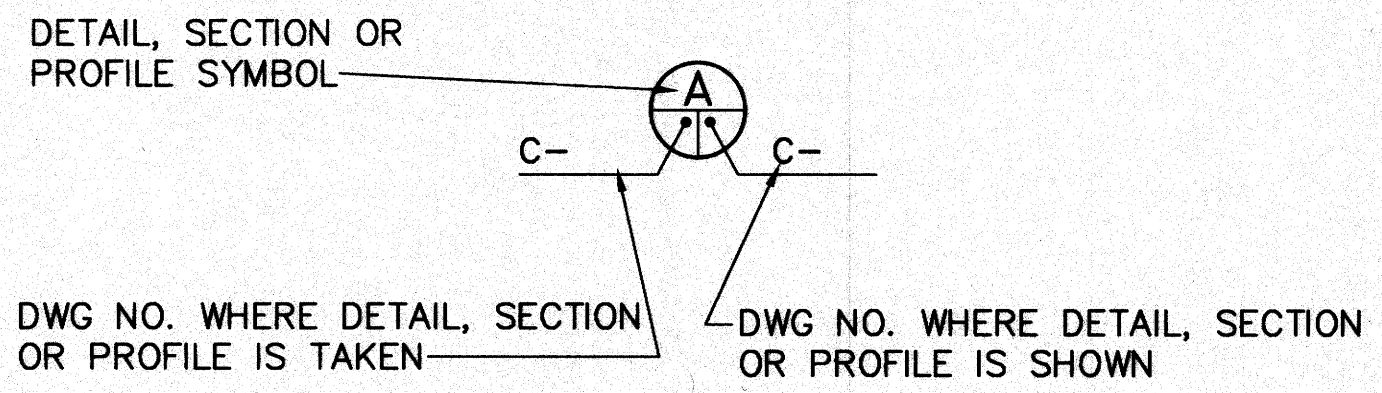 DETAIL, SECTION OR
PROFILE SYMBOL
A
C-
C-
DWG NO. WHERE DETAIL, SECTION
OR PROFILE IS TAKEN
DWG NO. WHERE DETAIL, SECTION
OR PROFILE IS SHOWN